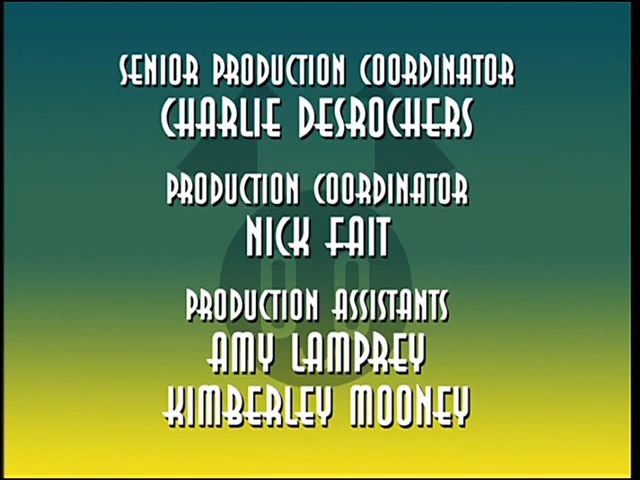 SENIOR PRODUCTION COORDINATOR
CHARLIE DESROCHERS
PRODUCTION COORDINATOR
NICK FAIT
PRODUCTION ASSISTANTS
AMY LAMPREY
KIMBERLEY MOONEY